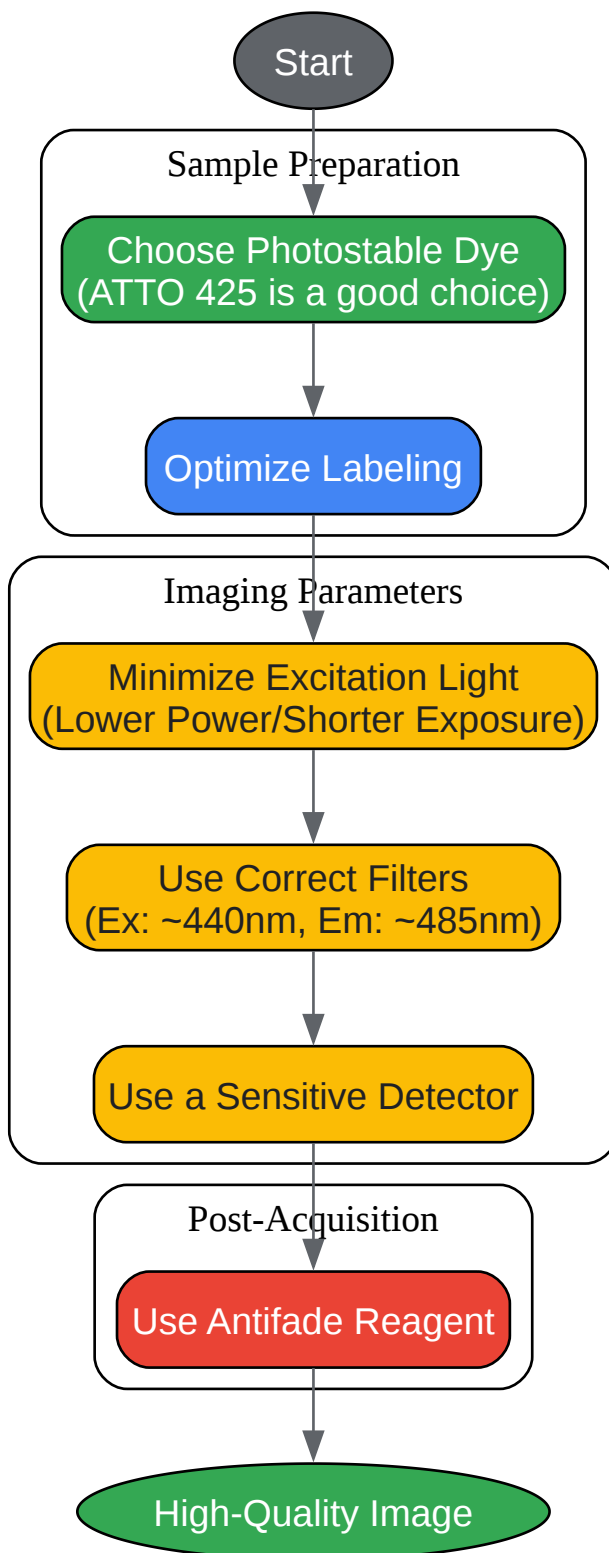 Start
Sample Preparation
Choose Photostable Dye
(ATTO 425 is a good choice)
Optimize Labeling
Imaging Parameters
Minimize Excitation Light
(Lower Power/Shorter Exposure)
Use Correct Filters
(Ex: ~440nm, Em: ~485nm)
Use a Sensitive Detector
Post-Acquisition
Use Antifade Reagent
High-Quality Image